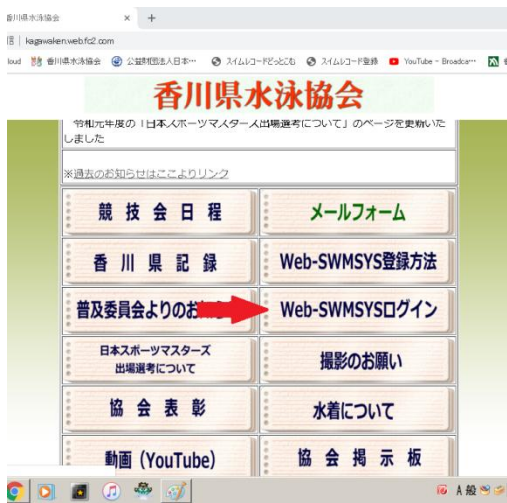 香川県水泳協会
kagawaken.web.fc2.com
loud 香川県水泳協会 公益財団法人日本… スイムレコードどっとこむ スイムレコード登録 YouTube - Broadca…
香川県水泳協会
令和元年度の「日本スポーツマスターズ出場選考について」のページを更新いた
しました
※過去のお知らせはここよりリンク
競技会日程 メールフォーム
香川県記録 Web-SWMSYS登録方法
普及委員会よりのお Web-SWMSYSログイン
日本スポーツマスターズ
出場選考について 撮影のお願い
協会表彰 水着について
動画(YouTube) 協会掲示板
A 般